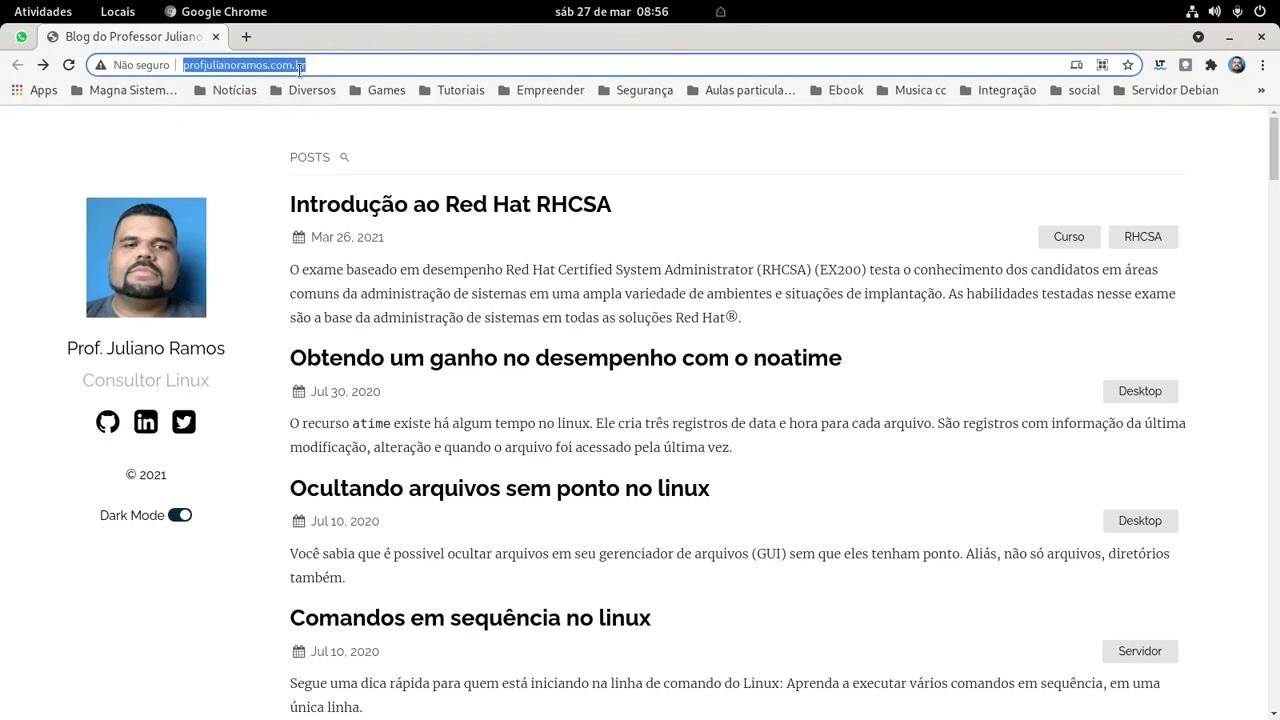 Atividades Locais Google Chrome sáb 27 de mar 08:56
Blog do Professor Juliano
Não seguro profjulianoramos.com.br
Apps Magna Sistem… Notícias Diversos Games Tutoriais Empreender Segurança Aulas particula… Ebook Musica cc Integração social Servidor Debian »
POSTS
Introdução ao Red Hat RHCSA
Mar 26, 2021 Curso RHCSA
O exame baseado em desempenho Red Hat Certified System Administrator (RHCSA) (EX200) testa o conhecimento dos candidatos em áreas
comuns da administração de sistemas em uma ampla variedade de ambientes e situações de implantação. As habilidades testadas nesse exame
são a base da administração de sistemas em todas as soluções Red Hat®.
Prof. Juliano Ramos
Consultor Linux
© 2021
Dark Mode
Obtendo um ganho no desempenho com o noatime
Jul 30, 2020 Desktop
O recurso atime existe há algum tempo no linux. Ele cria três registros de data e hora para cada arquivo. São registros com informação da última
modificação, alteração e quando o arquivo foi acessado pela última vez.
Ocultando arquivos sem ponto no linux
Jul 10, 2020 Desktop
Você sabia que é possivel ocultar arquivos em seu gerenciador de arquivos (GUI) sem que eles tenham ponto. Aliás, não só arquivos, diretórios
também.
Comandos em sequência no linux
Jul 10, 2020 Servidor
Segue uma dica rápida para quem está iniciando na linha de comando do Linux: Aprenda a executar vários comandos em sequência, em uma
única linha.